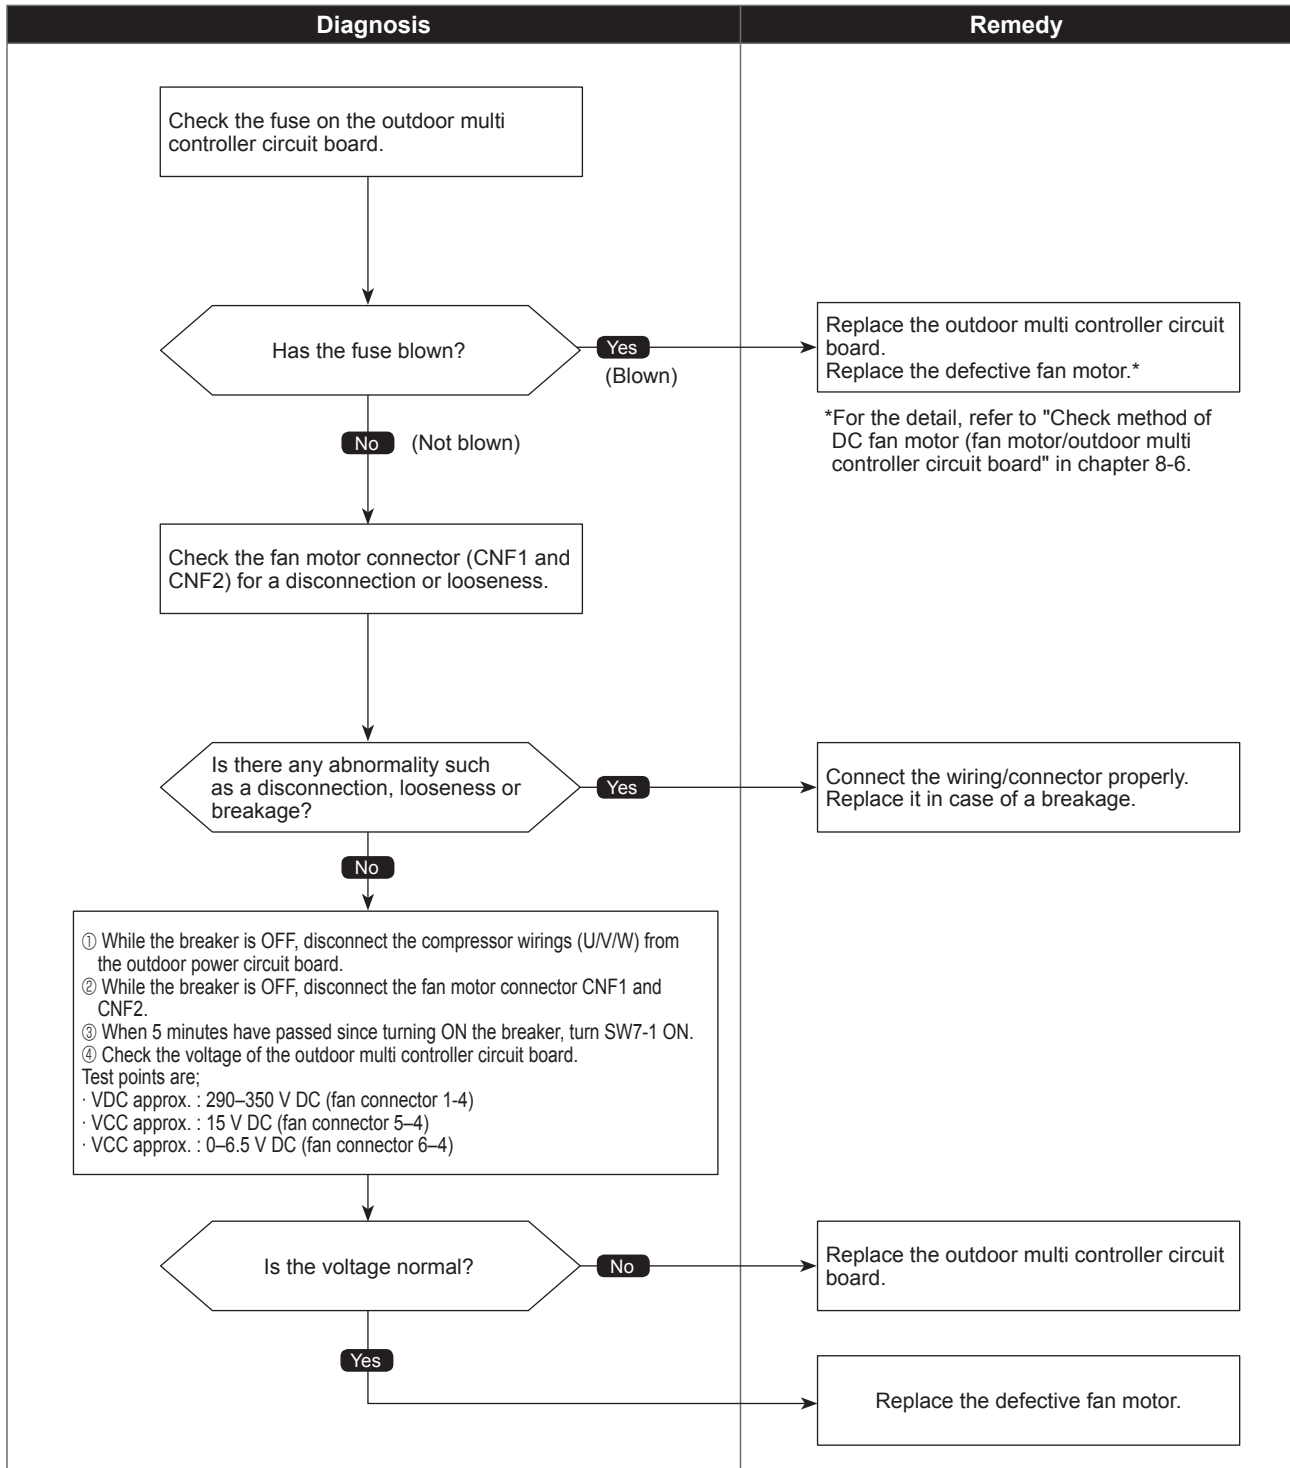 Diagnosis
Remedy
Check the fuse on the outdoor multi
controller circuit board.
Has the fuse blown?
Yes
(Blown)
Replace the outdoor multi controller circuit
board.
Replace the defective fan motor.*
*For the detail, refer to "Check method of
DC fan motor (fan motor/outdoor multi
controller circuit board" in chapter 8-6.
No (Not blown)
Check the fan motor connector (CNF1 and
CNF2) for a disconnection or looseness.
Is there any abnormality such
as a disconnection, looseness or
breakage?
Yes
Connect the wiring/connector properly.
Replace it in case of a breakage.
No
① While the breaker is OFF, disconnect the compressor wirings (U/V/W) from
the outdoor power circuit board.
② While the breaker is OFF, disconnect the fan motor connector CNF1 and
CNF2.
③ When 5 minutes have passed since turning ON the breaker, turn SW7-1 ON.
④ Check the voltage of the outdoor multi controller circuit board.
Test points are;
· VDC approx. : 290–350 V DC (fan connector 1-4)
· VCC approx. : 15 V DC (fan connector 5–4)
· VCC approx. : 0–6.5 V DC (fan connector 6–4)
Is the voltage normal?
No
Replace the outdoor multi controller circuit
board.
Yes
Replace the defective fan motor.